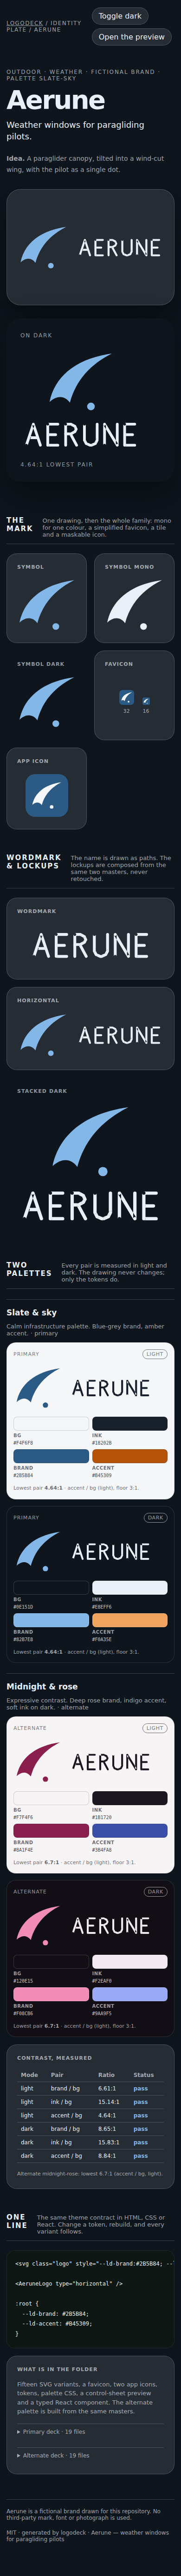 LOGODECK / IDENTITY
PLATE / AERUNE
Toggle dark
Open the preview
OUTDOOR · WEATHER · FICTIONAL BRAND ·
PALETTE SLATE-SKY
Aerune
Weather windows for paragliding
pilots.
Idea. A paraglider canopy, tilted into a wind-cut
wing, with the pilot as a single dot.
AERUNE
ON DARK
AERUNE
4.64:1 LOWEST PAIR
THE
MARK
One drawing, then the whole family: mono
for one colour, a simplified favicon, a tile
and a maskable icon.
SYMBOL
SYMBOL MONO
SYMBOL DARK
FAVICON
32
16
APP ICON
WORDMARK
& LOCKUPS
The name is drawn as paths. The
lockups are composed from the
same two masters, never
retouched.
WORDMARK
AERUNE
HORIZONTAL
AERUNE
STACKED DARK
AERUNE
TWO
PALETTES
Every pair is measured in light and
dark. The drawing never changes;
only the tokens do.
Slate & sky
Calm infrastructure palette. Blue-grey brand, amber
accent. · primary
PRIMARY
LIGHT
AERUNE
BG
#F4F6F8
INK
#18202B
BRAND
#2B5B84
ACCENT
#B45309
Lowest pair 4.64:1 · accent / bg (light), floor 3:1.
PRIMARY
DARK
AERUNE
BG
#0E151D
INK
#E8EFF6
BRAND
#82B7E8
ACCENT
#F0A35E
Lowest pair 4.64:1 · accent / bg (light), floor 3:1.
Midnight & rose
Expressive contrast. Deep rose brand, indigo accent,
soft ink on dark. · alternate
ALTERNATE
LIGHT
AERUNE
BG
#F7F4F6
INK
#1B1720
BRAND
#8A1F4E
ACCENT
#3B4FA8
Lowest pair 6.7:1 · accent / bg (light), floor 3:1.
ALTERNATE
DARK
AERUNE
BG
#120E15
INK
#F2EAF0
BRAND
#F08CB6
ACCENT
#9AA9F5
Lowest pair 6.7:1 · accent / bg (light), floor 3:1.
CONTRAST, MEASURED
Mode Pair Ratio Status
light brand / bg 6.61:1 pass
light ink / bg 15.14:1 pass
light accent / bg 4.64:1 pass
dark brand / bg 8.65:1 pass
dark ink / bg 15.83:1 pass
dark accent / bg 8.84:1 pass
Alternate midnight-rose: lowest 6.7:1 (accent / bg, light).
ONE
LINE
The same theme contract in HTML, CSS or
React. Change a token, rebuild, and every
variant follows.
<svg class="logo" style="--ld-brand:#2B5B84; --l
<AeruneLogo type="horizontal" />
:root {
--ld-brand: #2B5B84;
--ld-accent: #B45309;
}
WHAT IS IN THE FOLDER
Fifteen SVG variants, a favicon, two app icons,
tokens, palette CSS, a control-sheet preview
and a typed React component. The alternate
palette is built from the same masters.
▸ Primary deck · 19 files
▸ Alternate deck · 19 files
Aerune is a fictional brand drawn for this repository. No
third-party mark, font or photograph is used.
MIT · generated by logodeck · Aerune — weather windows
for paragliding pilots